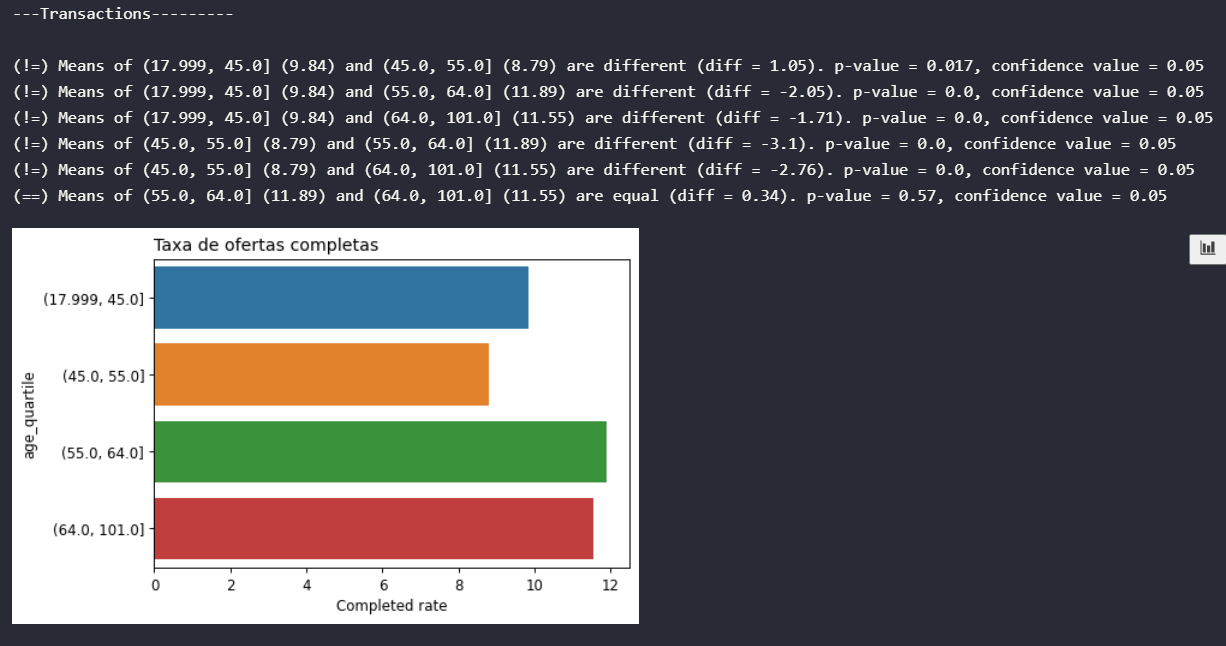 ---Transactions---------
(!=) Means of (17.999, 45.0] (9.84) and (45.0, 55.0] (8.79) are different (diff = 1.05). p-value = 0.017, confidence value = 0.05
(!=) Means of (17.999, 45.0] (9.84) and (55.0, 64.0] (11.89) are different (diff = -2.05). p-value = 0.0, confidence value = 0.05
(!=) Means of (17.999, 45.0] (9.84) and (64.0, 101.0] (11.55) are different (diff = -1.71). p-value = 0.0, confidence value = 0.05
(!=) Means of (45.0, 55.0] (8.79) and (55.0, 64.0] (11.89) are different (diff = -3.1). p-value = 0.0, confidence value = 0.05
(!=) Means of (45.0, 55.0] (8.79) and (64.0, 101.0] (11.55) are different (diff = -2.76). p-value = 0.0, confidence value = 0.05
(==) Means of (55.0, 64.0] (11.89) and (64.0, 101.0] (11.55) are equal (diff = 0.34). p-value = 0.57, confidence value = 0.05
Taxa de ofertas completas
age_quartile
(17.999, 45.0]
(45.0, 55.0]
(55.0, 64.0]
(64.0, 101.0]
0 2 4 6 8 10 12
Completed rate